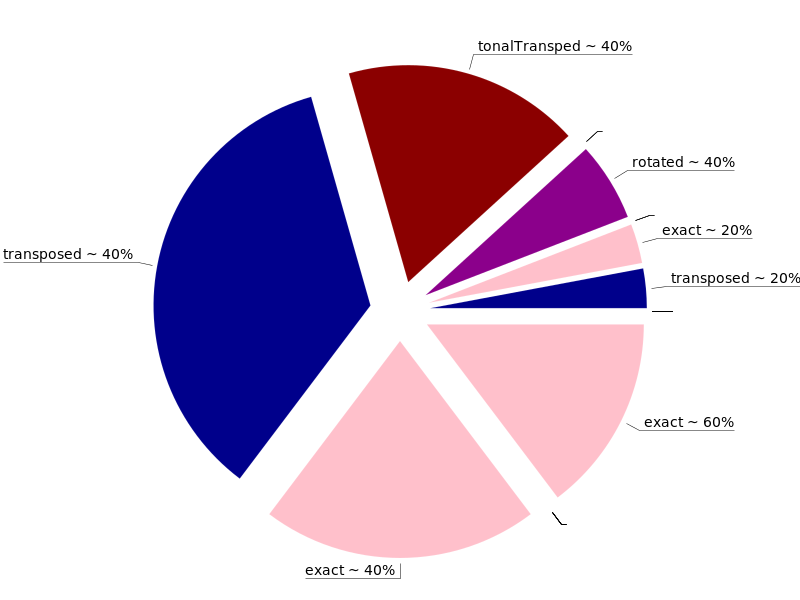 tonalTransped ~ 40%
rotated ~ 40%
exact ~ 20%
transposed ~ 40%
transposed ~ 20%
exact ~ 60%
exact ~ 40%